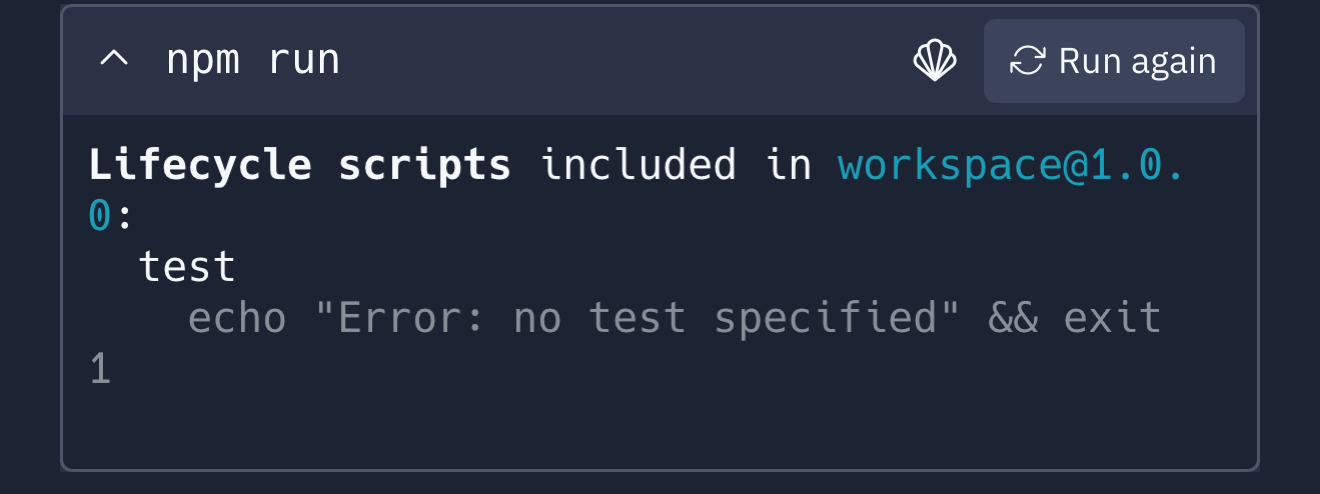 npm run
Run again
Lifecycle scripts included in workspace@1.0.
0:
  test
    echo "Error: no test specified" && exit
1